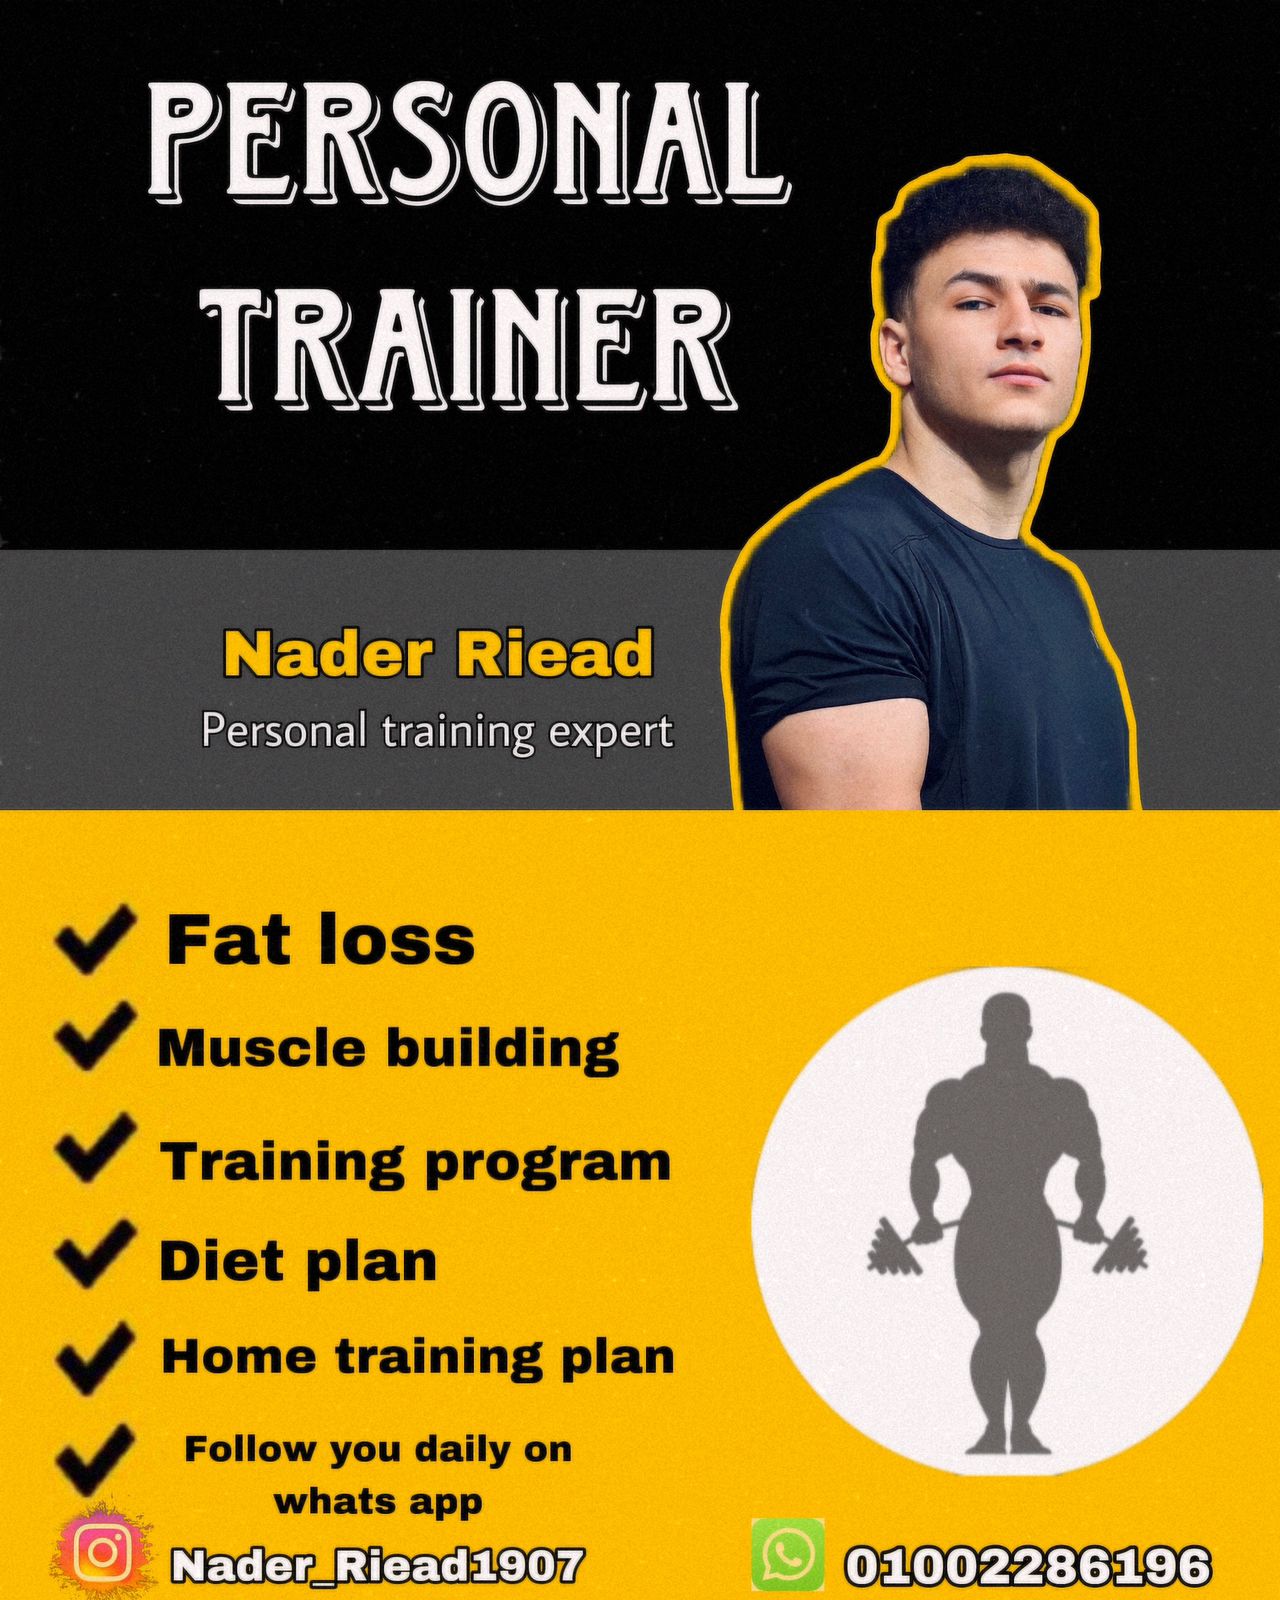 PERSONAL
TRAINER
Nader Riead
Personal training expert
Fat loss
Muscle building
Training program
Diet plan
Home training plan
Follow you daily on
whats app
Nader_Riead1907
01002286196